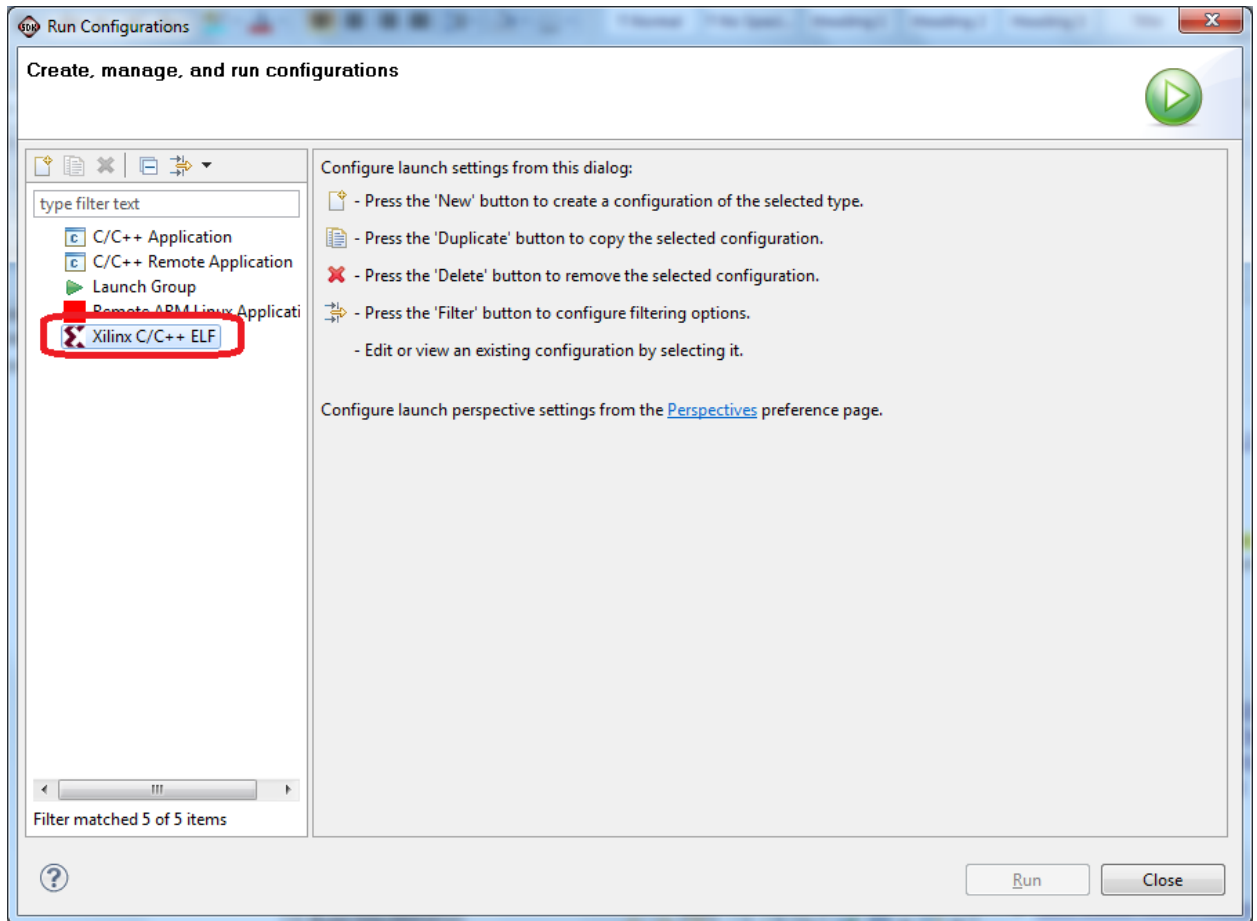 SDK Run Configurations
Create, manage, and run configurations
type filter text
C/C++ Application
C/C++ Remote Application
Launch Group
Remote ARM Linux Applicati
Xilinx C/C++ ELF
Filter matched 5 of 5 items
Configure launch settings from this dialog:
- Press the 'New' button to create a configuration of the selected type.
- Press the 'Duplicate' button to copy the selected configuration.
- Press the 'Delete' button to remove the selected configuration.
- Press the 'Filter' button to configure filtering options.
- Edit or view an existing configuration by selecting it.
Configure launch perspective settings from the Perspectives preference page.
Run
Close